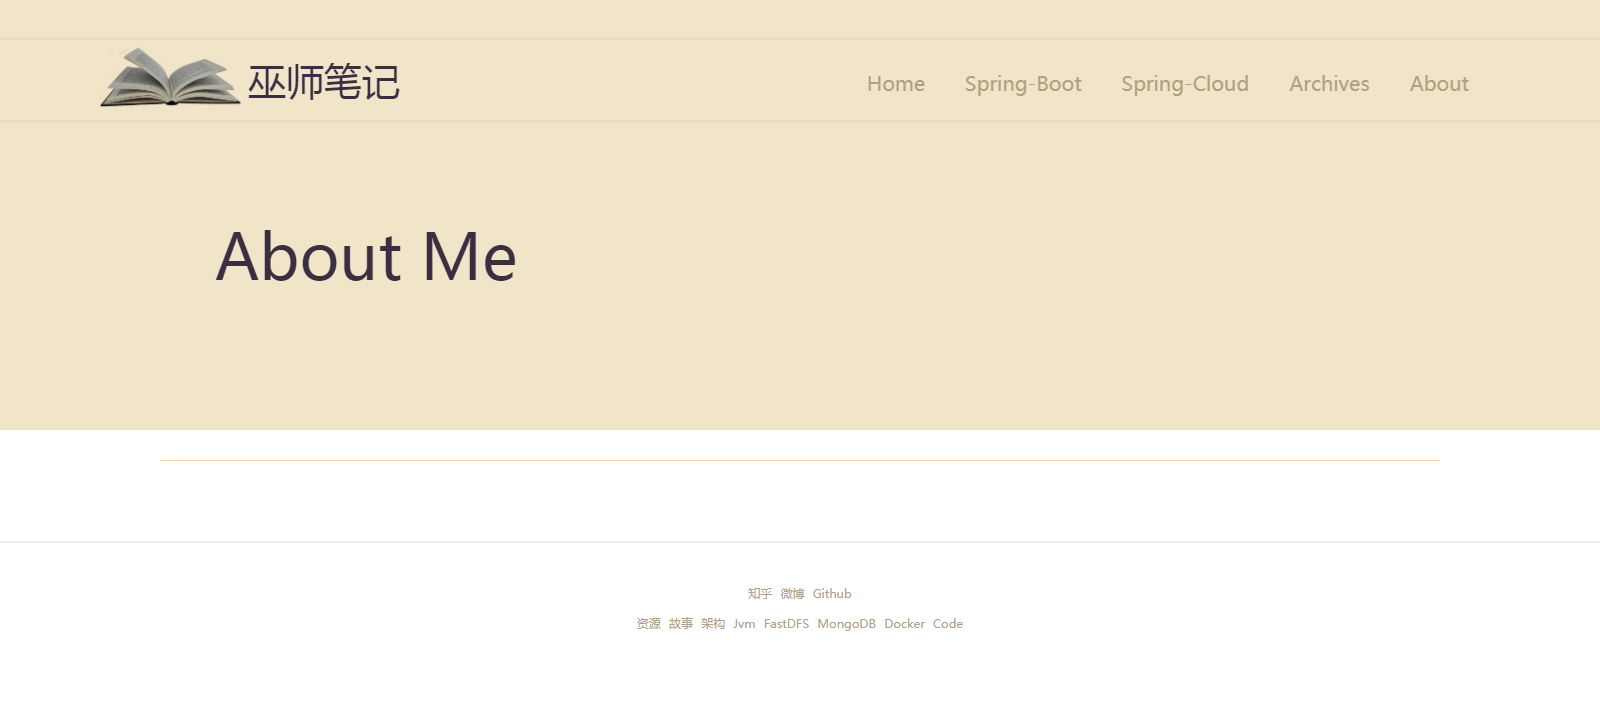 巫师笔记
Home Spring-Boot Spring-Cloud Archives About
About Me
知乎 微博 Github
资源 故事 架构 Jvm FastDFS MongoDB Docker Code